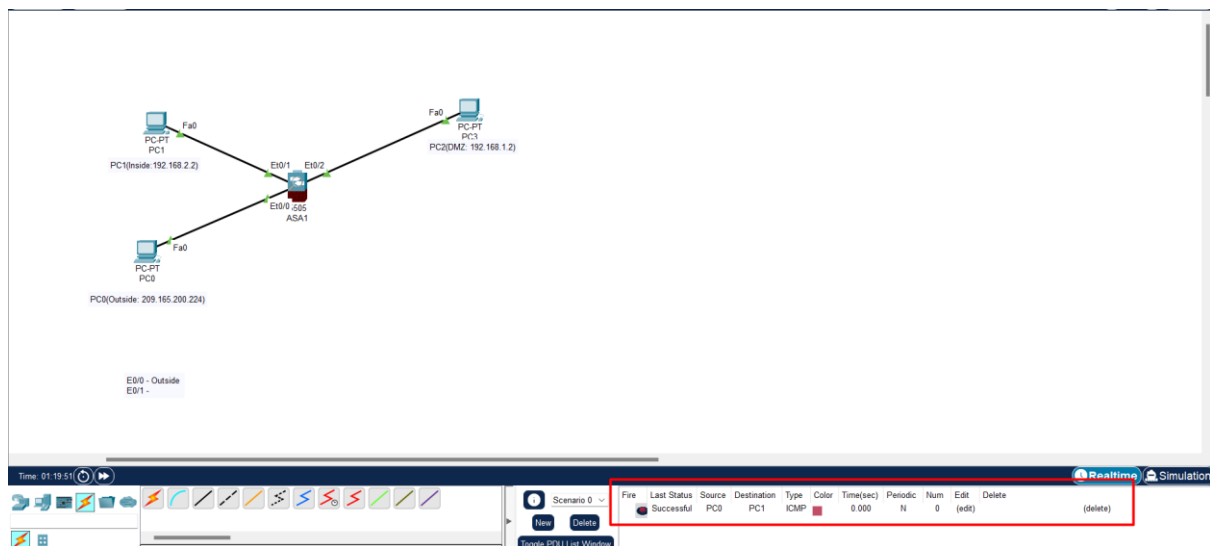 Fa0
PC-PT
PC1
PC1(Inside:192.168.2.2)
Fa0
PC-PT
PC3
PC2(DMZ: 192.168.1.2)
Et0/1 Et0/2
Et0/0 5505
ASA1
Fa0
PC-PT
PC0
PC0(Outside: 209.165.200.224)
E0/0 - Outside
E0/1 -
Time: 01:19:51
Realtime Simulation
Scenario 0
New Delete
Toggle PDU List Window
Fire Last Status Source Destination Type Color Time(sec) Periodic Num Edit Delete
Successful PC0 PC1 ICMP 0.000 N 0 (edit) (delete)